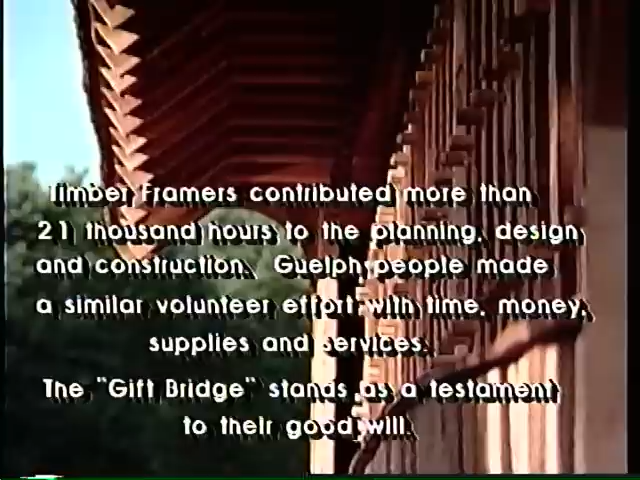 Timber Framers contributed more than
21 thousand hours to the planning, design
and construction. Guelph people made
a similar volunteer effort with time, money,
supplies and services.
The "Gift Bridge" stands as a testament
to their good will.